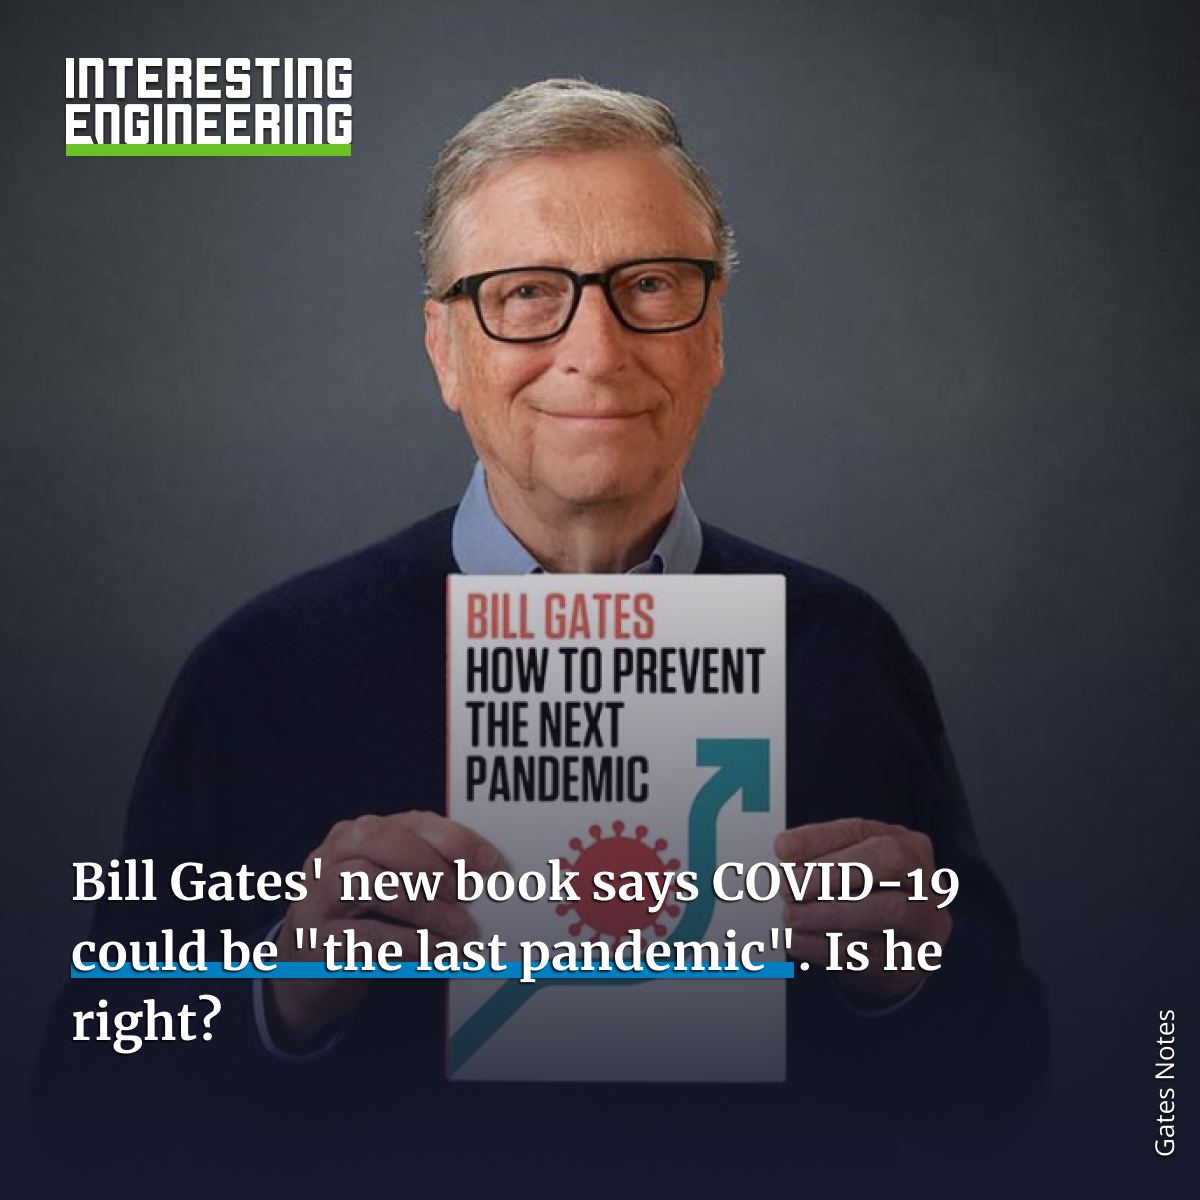 INTERESTING
ENGINEERING
BILL GATES
HOW TO PREVENT
THE NEXT
PANDEMIC
Bill Gates' new book says COVID-19
could be "the last pandemic". Is he
right?
Gates Notes